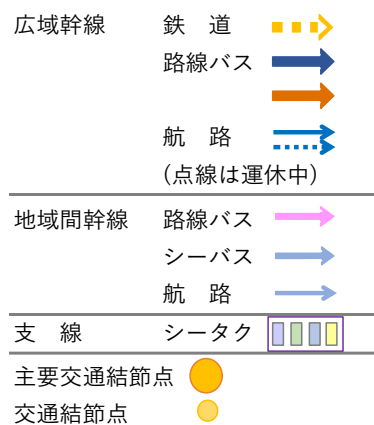 広域幹線 鉄 道
路線バス
航 路
(点線は運休中)
地域間幹線 路線バス
シーバス
航 路
支 線 シータク
主要交通結節点
交通結節点